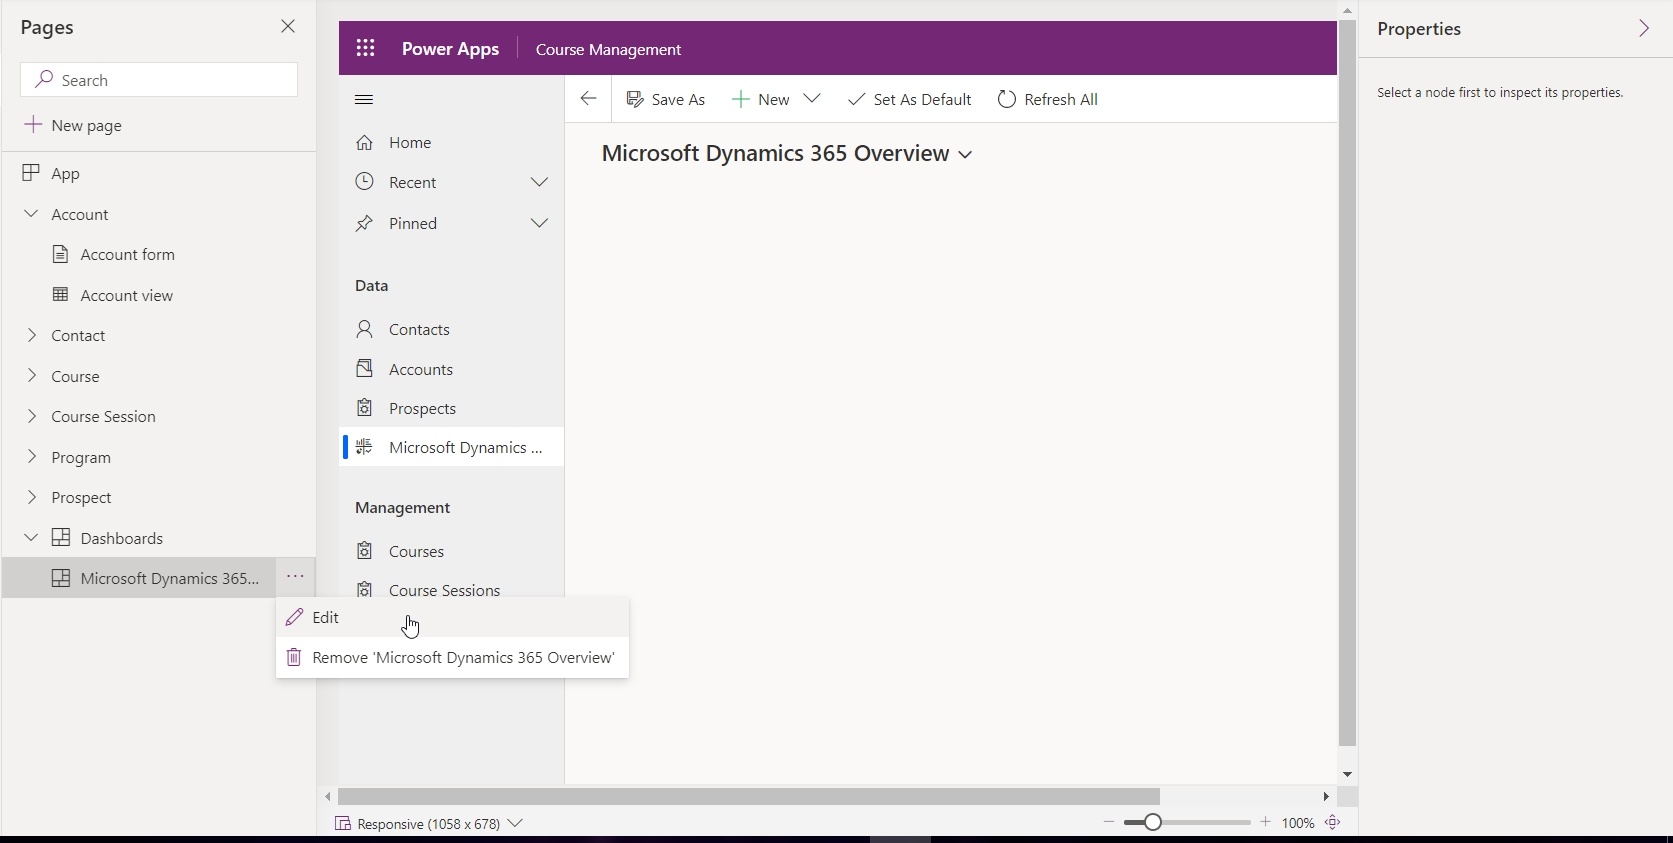 Pages
Search
New page
App
Account
Account form
Account view
Contact
Course
Course Session
Program
Prospect
Dashboards
Microsoft Dynamics 365...
Edit
Remove 'Microsoft Dynamics 365 Overview'
Power Apps
Course Management
Home
Recent
Pinned
Data
Contacts
Accounts
Prospects
Microsoft Dynamics ...
Management
Courses
Course Sessions
Save As
New
Set As Default
Refresh All
Microsoft Dynamics 365 Overview
Responsive (1058 x 678)
100%
Properties
Select a node first to inspect its properties.